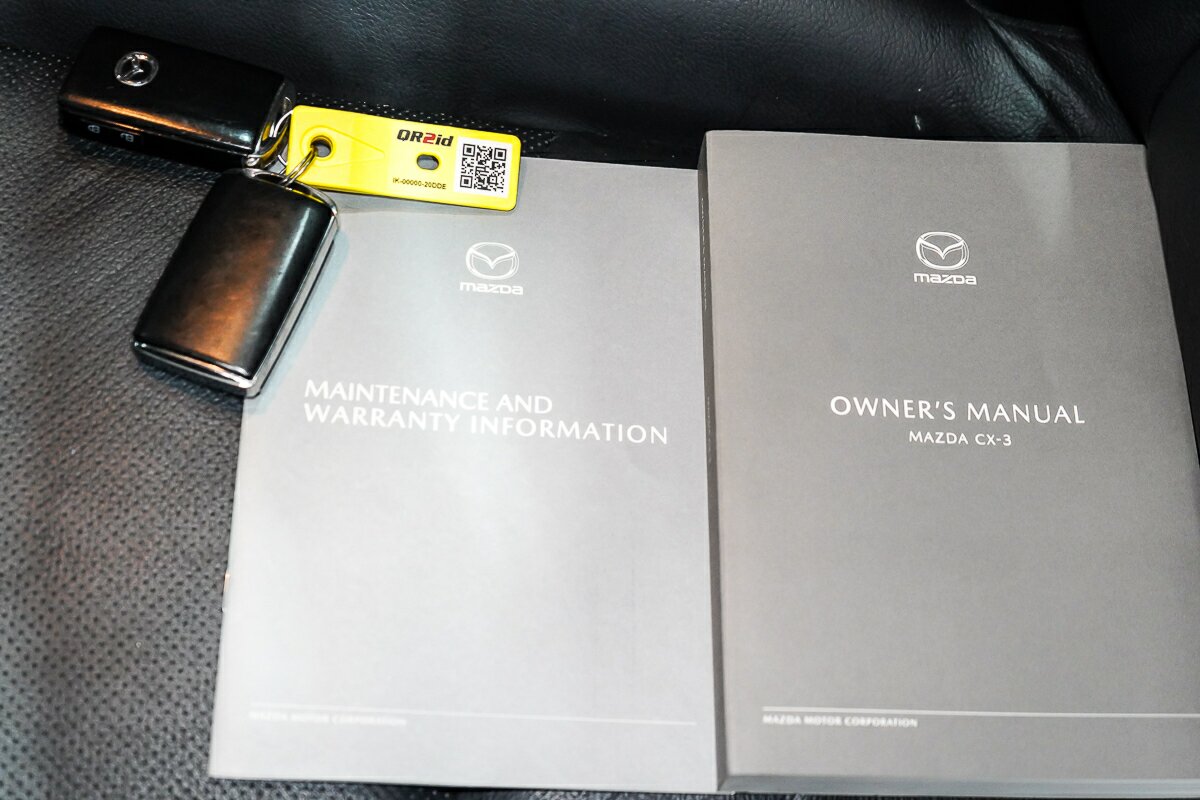 QR2id
IK-00000-20DDE
mazda
MAINTENANCE AND
WARRANTY INFORMATION
MAZDA MOTOR CORPORATION
mazda
OWNER'S MANUAL
MAZDA CX-3
MAZDA MOTOR CORPORATION